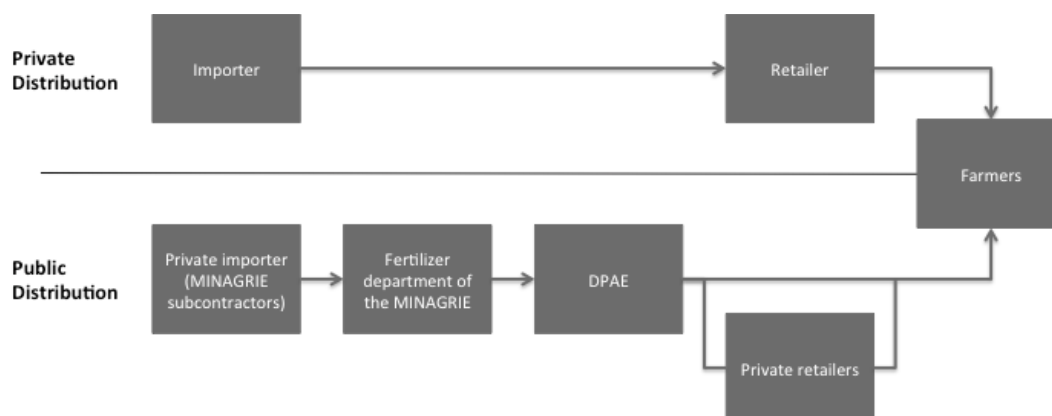 Private
Distribution
Importer
Retailer
Farmers
Public
Distribution
Private importer
(MINAGRIE
subcontractors)
Fertilizer
department of
the MINAGRIE
DPAE
Private retailers